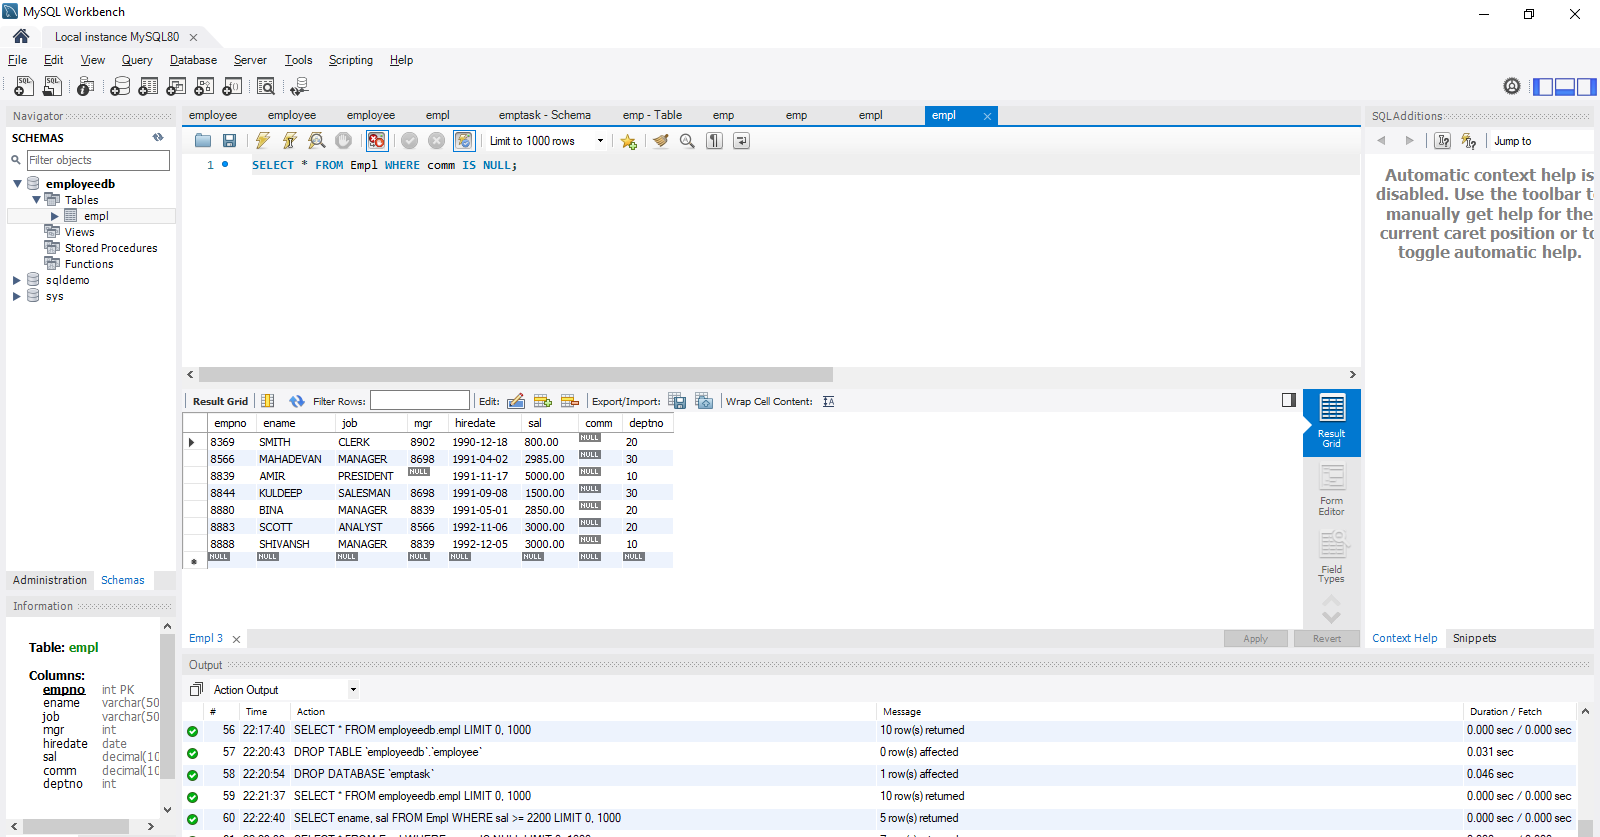 MySQL Workbench
Local instance MySQL80
File Edit View Query Database Server Tools Scripting Help
Navigator
SCHEMAS
Filter objects
employeedb
Tables
empl
Views
Stored Procedures
Functions
sqldemo
sys
Administration Schemas
Information
Table: empl
Columns:
empno int PK
ename varchar(50
job varchar(50
mgr int
hiredate date
sal decimal(10
comm decimal(10
deptno int
employee employee employee empl emptask - Schema emp - Table emp emp empl empl
Limit to 1000 rows
1 SELECT * FROM Empl WHERE comm IS NULL;
Result Grid Filter Rows: Edit: Export/Import: Wrap Cell Content:
empno ename job mgr hiredate sal comm deptno
8369 SMITH CLERK 8902 1990-12-18 800.00 NULL 20
8566 MAHADEVAN MANAGER 8698 1991-04-02 2985.00 NULL 30
8839 AMIR PRESIDENT NULL 1991-11-17 5000.00 NULL 10
8844 KULDEEP SALESMAN 8698 1991-09-08 1500.00 NULL 30
8880 BINA MANAGER 8839 1991-05-01 2850.00 NULL 20
8883 SCOTT ANALYST 8566 1992-11-06 3000.00 NULL 20
8888 SHIVANSH MANAGER 8839 1992-12-05 3000.00 NULL 10
NULL NULL NULL NULL NULL NULL NULL NULL
Result
Grid
Form
Editor
Field
Types
Empl 3
Apply Revert
SQLAdditions
Jump to
Automatic context help is
disabled. Use the toolbar t
manually get help for the
current caret position or to
toggle automatic help.
Context Help Snippets
Output
Action Output
# Time Action Message Duration / Fetch
56 22:17:40 SELECT * FROM employeedb.empl LIMIT 0, 1000 10 row(s) returned 0.000 sec / 0.000 sec
57 22:20:43 DROP TABLE `employeedb`.`employee` 0 row(s) affected 0.031 sec
58 22:20:54 DROP DATABASE `emptask` 1 row(s) affected 0.046 sec
59 22:21:37 SELECT * FROM employeedb.empl LIMIT 0, 1000 10 row(s) returned 0.000 sec / 0.000 sec
60 22:22:40 SELECT ename, sal FROM Empl WHERE sal >= 2200 LIMIT 0, 1000 5 row(s) returned 0.000 sec / 0.000 sec